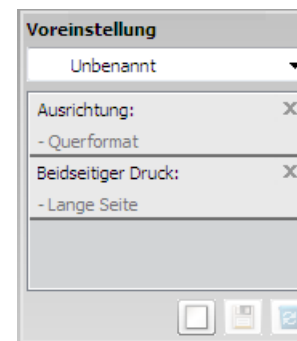 Voreinstellung
Unbenannt
Ausrichtung:
- Querformat
Beidseitiger Druck:
- Lange Seite